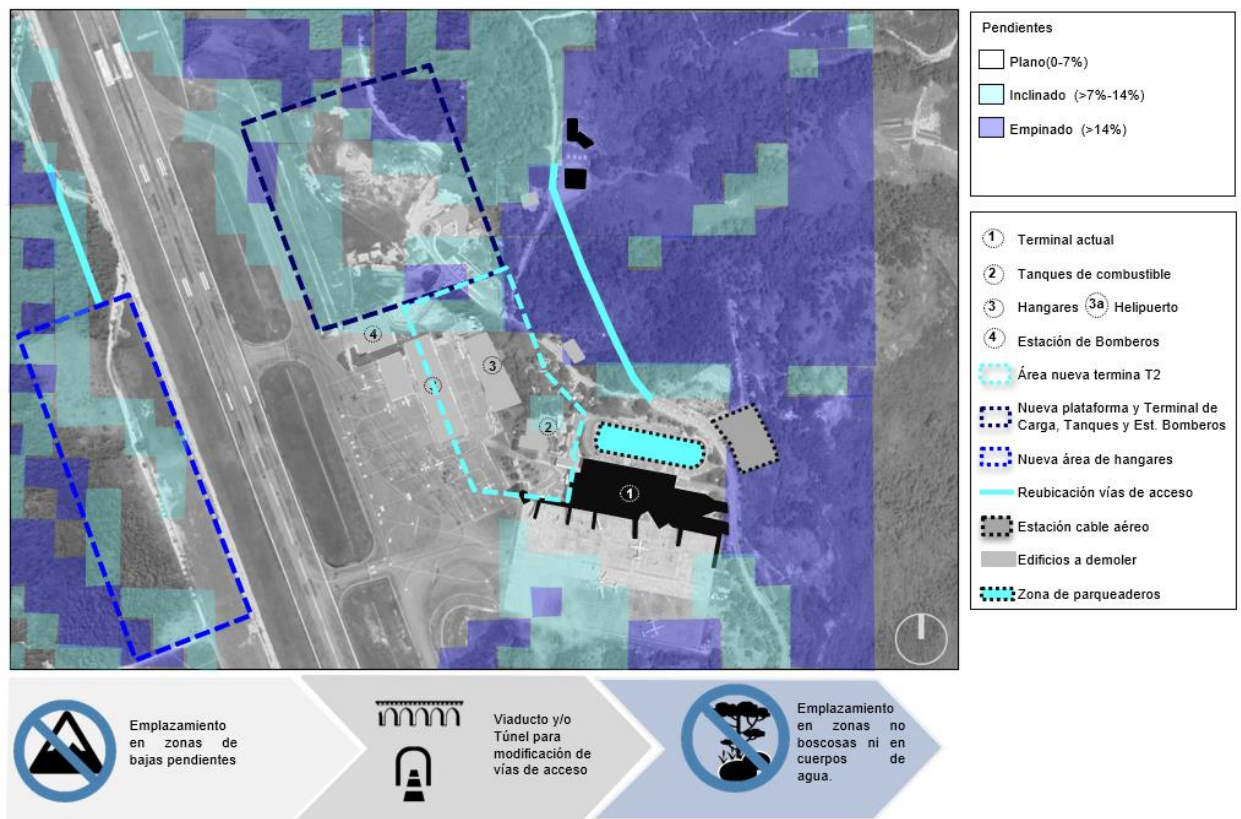 Pendientes
Plano(0-7%)
Inclinado (>7%-14%)
Empinado (>14%)
1 Terminal actual
2 Tanques de combustible
3 Hangares 3a Helipuerto
4 Estación de Bomberos
Área nueva termina T2
Nueva plataforma y Terminal de
Carga, Tanques y Est. Bomberos
Nueva área de hangares
Reubicación vías de acceso
Estación cable aéreo
Edificios a demoler
Zona de parqueaderos
4
3
2
1
Emplazamiento
en zonas de
bajas pendientes
Viaducto y/o
Túnel para
modificación de
vías de acceso
Emplazamiento
en zonas no
boscosas ni en
cuerpos de
agua.